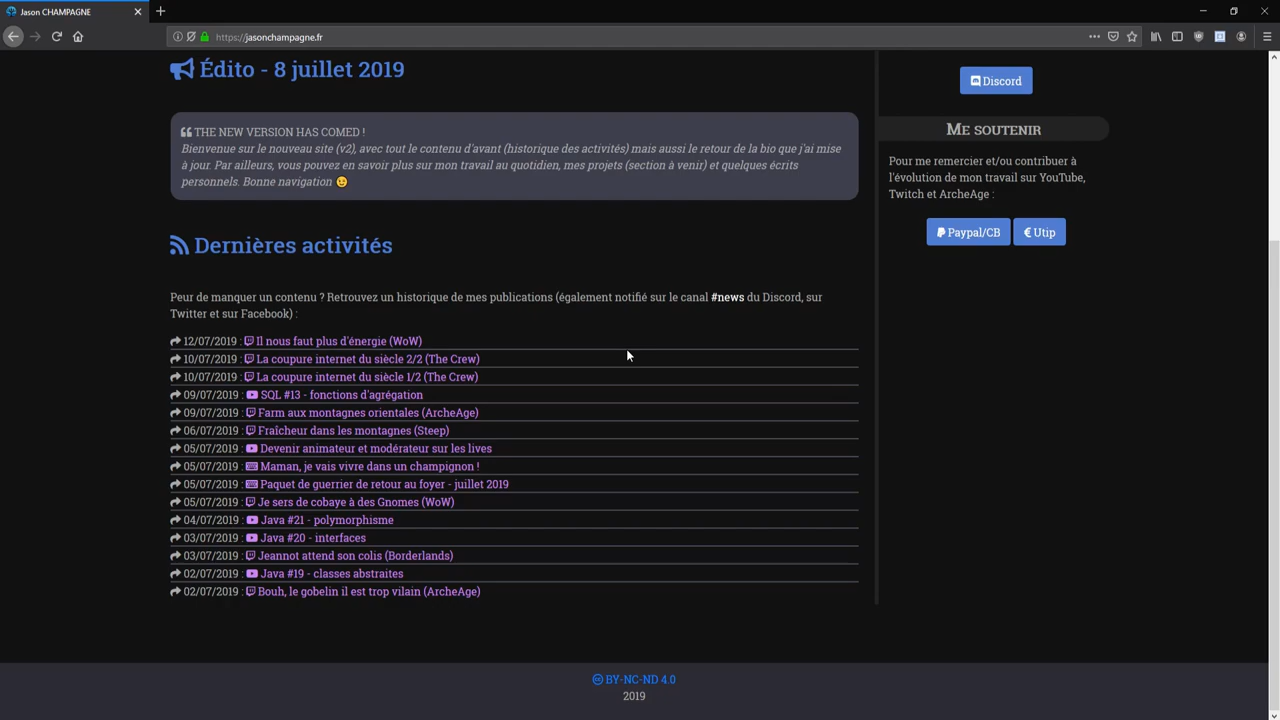 Jason CHAMPAGNE
https://jasonchampagne.fr
Édito - 8 juillet 2019
THE NEW VERSION HAS COMED !
Bienvenue sur le nouveau site (v2), avec tout le contenu d'avant (historique des activités) mais aussi le retour de la bio que j'ai mise
à jour. Par ailleurs, vous pouvez en savoir plus sur mon travail au quotidien, mes projets (section à venir) et quelques écrits
personnels. Bonne navigation 😉
Dernières activités
Peur de manquer un contenu ? Retrouvez un historique de mes publications (également notifié sur le canal #news du Discord, sur
Twitter et sur Facebook) :
12/07/2019 : Il nous faut plus d'énergie (WoW)
10/07/2019 : La coupure internet du siècle 2/2 (The Crew)
10/07/2019 : La coupure internet du siècle 1/2 (The Crew)
09/07/2019 : SQL #13 - fonctions d'agrégation
09/07/2019 : Farm aux montagnes orientales (ArcheAge)
06/07/2019 : Fraîcheur dans les montagnes (Steep)
05/07/2019 : Devenir animateur et modérateur sur les lives
05/07/2019 : Maman, je vais vivre dans un champignon !
05/07/2019 : Paquet de guerrier de retour au foyer - juillet 2019
05/07/2019 : Je sers de cobaye à des Gnomes (WoW)
04/07/2019 : Java #21 - polymorphisme
03/07/2019 : Java #20 - interfaces
03/07/2019 : Jeannot attend son colis (Borderlands)
02/07/2019 : Java #19 - classes abstraites
02/07/2019 : Bouh, le gobelin il est trop vilain (ArcheAge)
Discord
Me soutenir
Pour me remercier et/ou contribuer à
l'évolution de mon travail sur YouTube,
Twitch et ArcheAge :
Paypal/CB
Utip
BY-NC-ND 4.0
2019